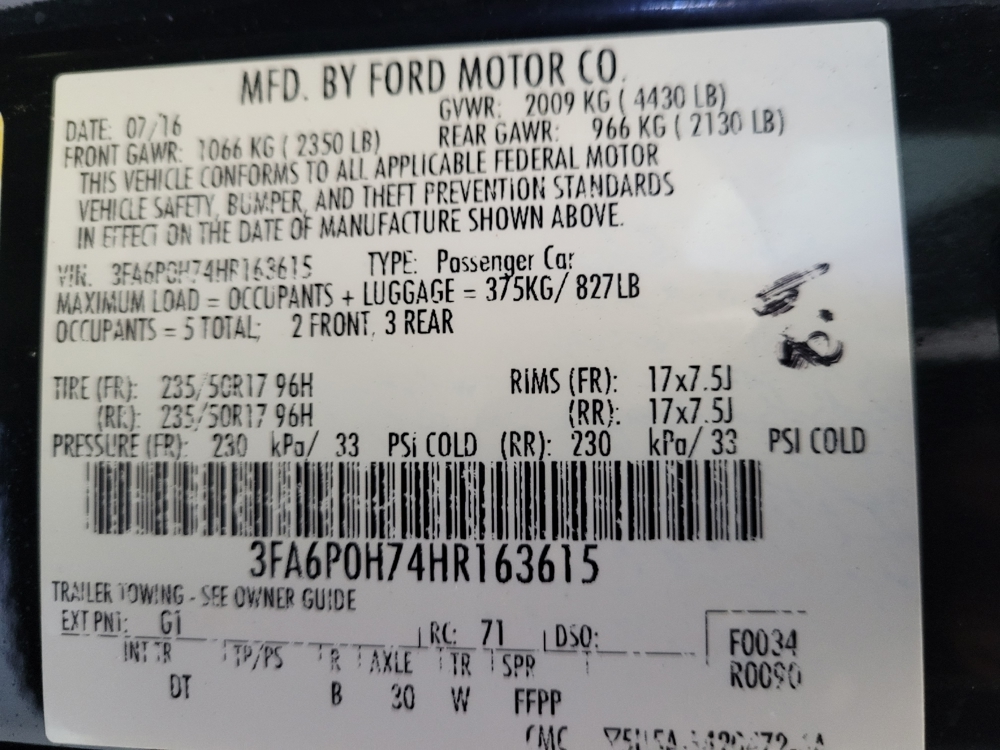 MFD. BY FORD MOTOR CO.
DATE: 07/16 GVWR: 2009 KG ( 4430 LB)
FRONT GAWR: 1066 KG ( 2350 LB) REAR GAWR: 966 KG ( 2130 LB)
THIS VEHICLE CONFORMS TO ALL APPLICABLE FEDERAL MOTOR
VEHICLE SAFETY, BUMPER, AND THEFT PREVENTION STANDARDS
IN EFFECT ON THE DATE OF MANUFACTURE SHOWN ABOVE.
VIN: 3FA6P0H74HR163615 TYPE: Passenger Car
MAXIMUM LOAD = OCCUPANTS + LUGGAGE = 375KG/ 827LB
OCCUPANTS = 5 TOTAL; 2 FRONT, 3 REAR
TIRE (FR): 235/50R17 96H RIMS (FR): 17x7.5J
(RR): 235/50R17 96H (RR): 17x7.5J
PRESSURE (FR): 230 kPa/ 33 PSI COLD (RR): 230 kPa/ 33 PSI COLD
3FA6P0H74HR163615
TRAILER TOWING - SEE OWNER GUIDE
EXT PNT: G1 RC: 71 DSO: F0034
INT TR TP/PS R AXLE TR SPR R0090
DT B 30 W FFPP